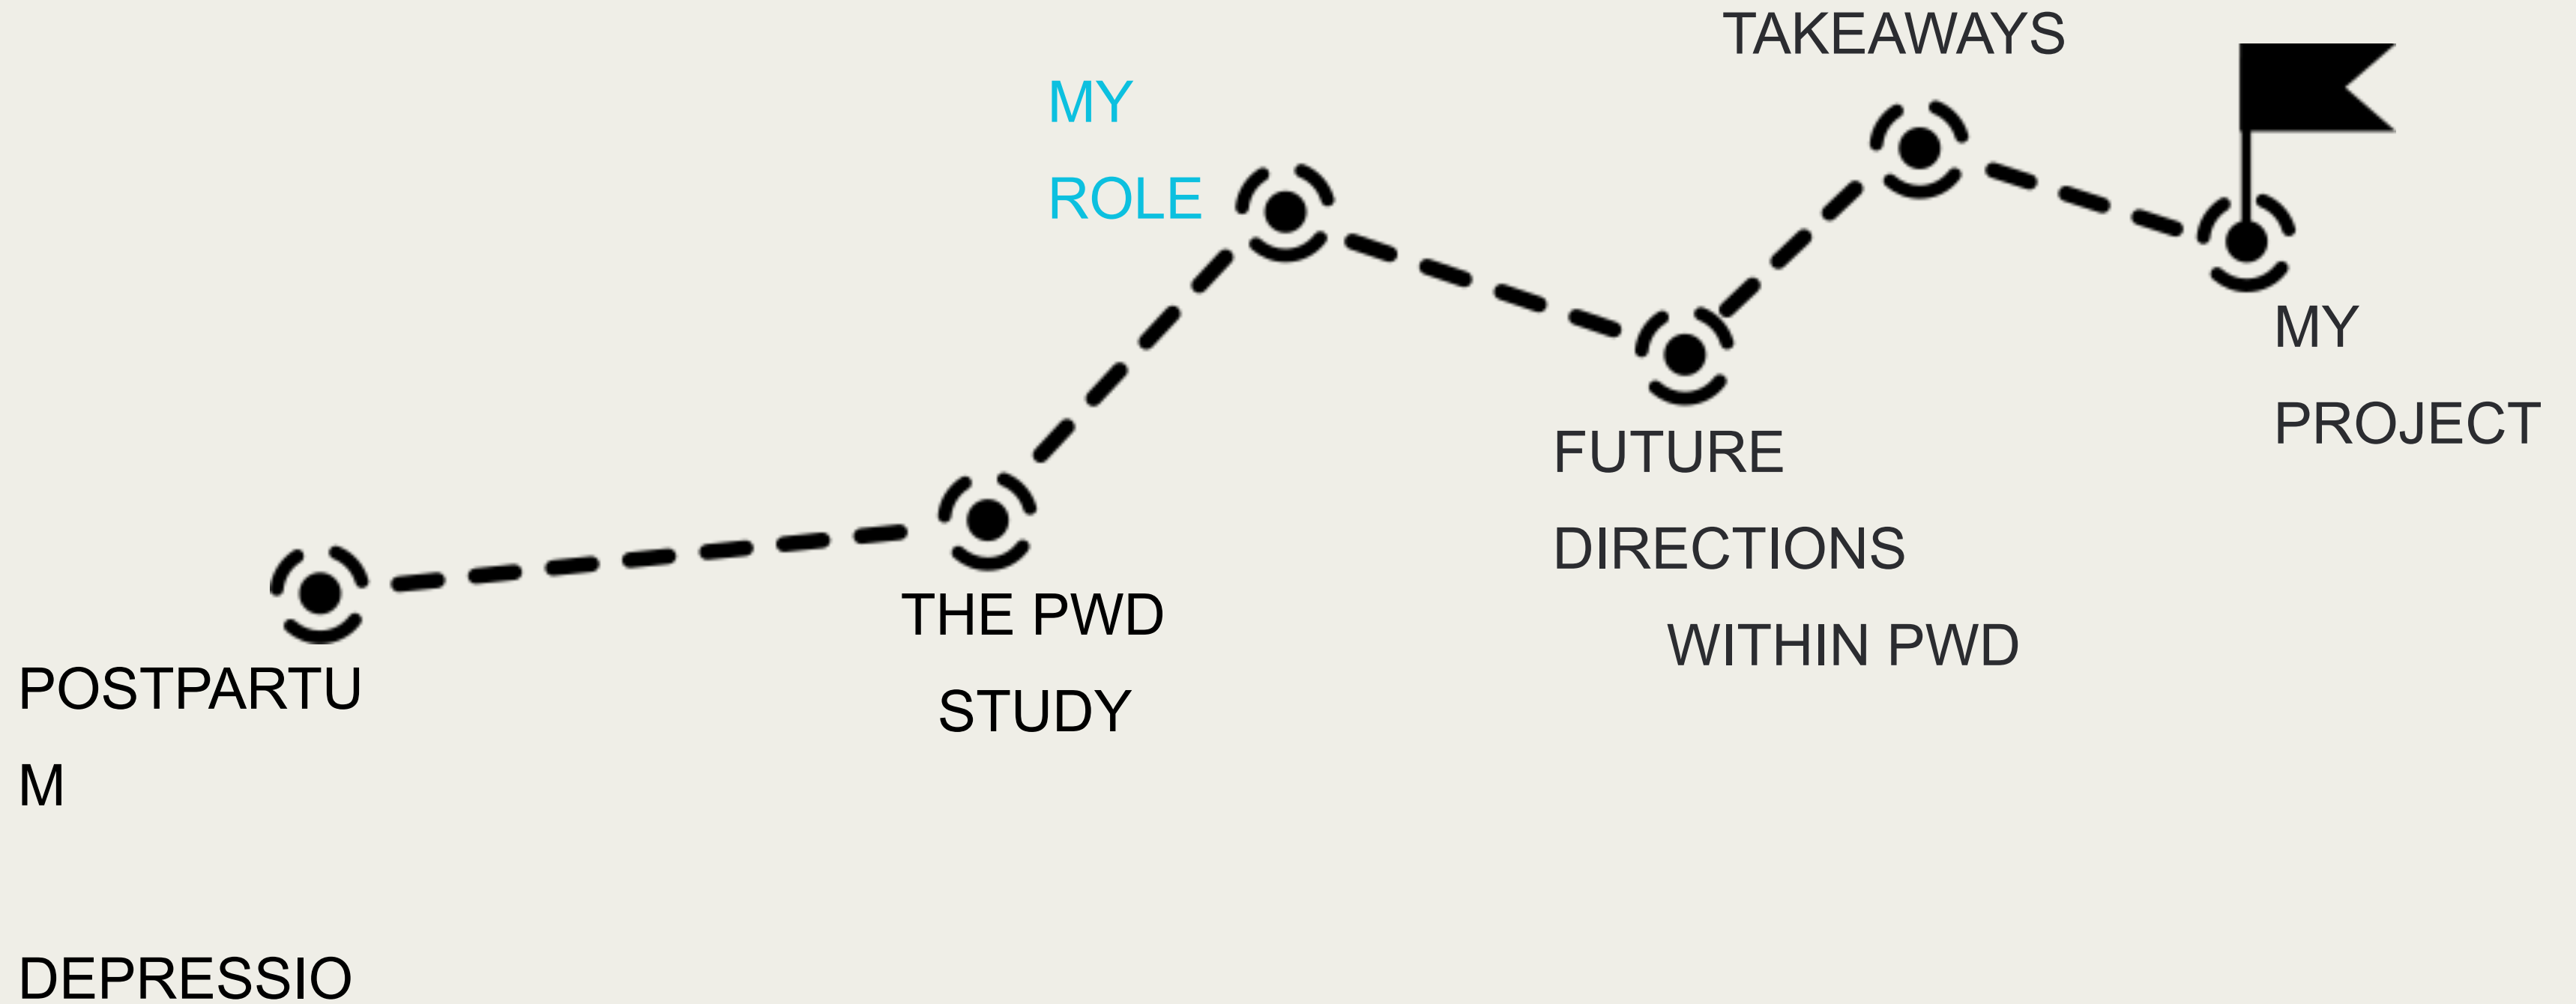 POSTPARTU
M
DEPRESSIO
THE PWD
STUDY
MY
ROLE
FUTURE
DIRECTIONS
WITHIN PWD
TAKEAWAYS
MY
PROJECT